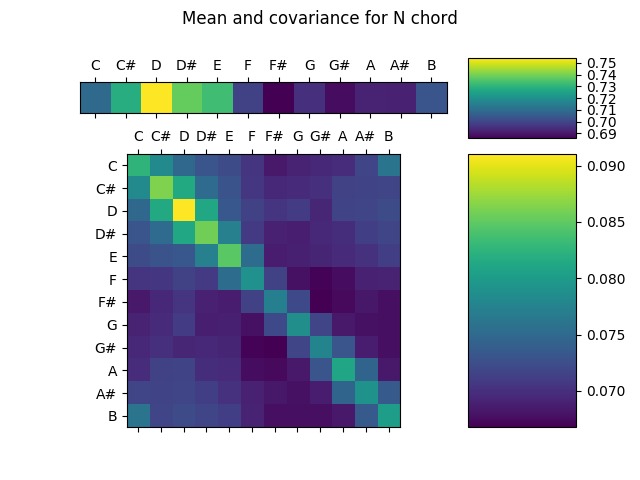 Mean and covariance for N chord
C C# D D# E F F# G G# A A# B
0.75
0.74
0.73
0.72
0.71
0.70
0.69
C C# D D# E F F# G G# A A# B
C
C#
D
D#
E
F
F#
G
G#
A
A#
B
0.090
0.085
0.080
0.075
0.070